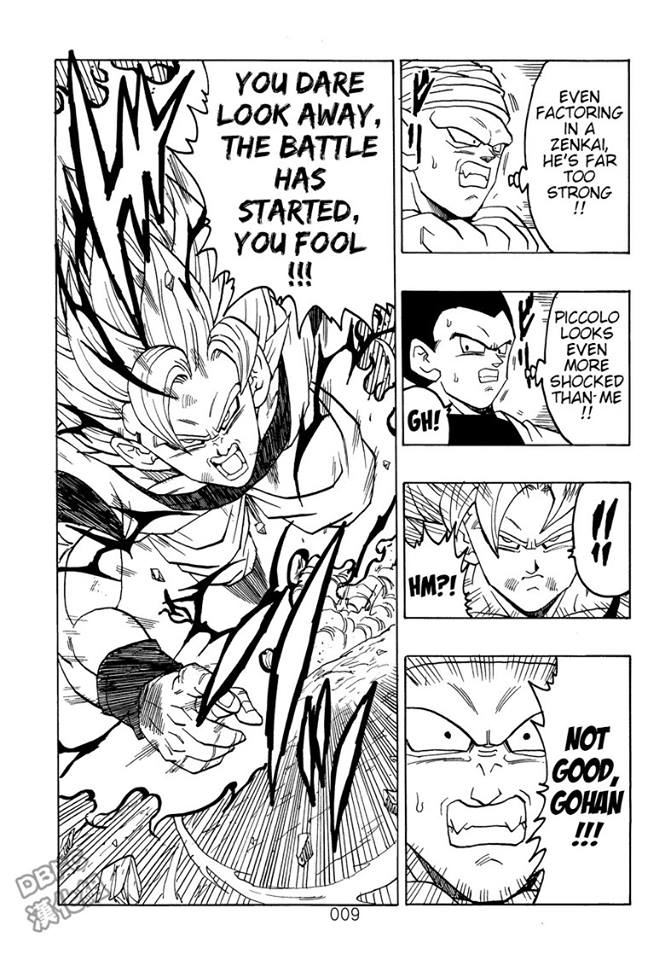 EVEN
FACTORING
IN A
ZENKAI,
HE'S FAR
TOO
STRONG
!!
PICCOLO
LOOKS
EVEN
MORE
SHOCKED
THAN ME
!!
GH!
!!
HM?!
NOT
GOOD,
GOHAN
!!!
YOU DARE
LOOK AWAY,
THE BATTLE
HAS
STARTED,
YOU FOOL
!!!
009